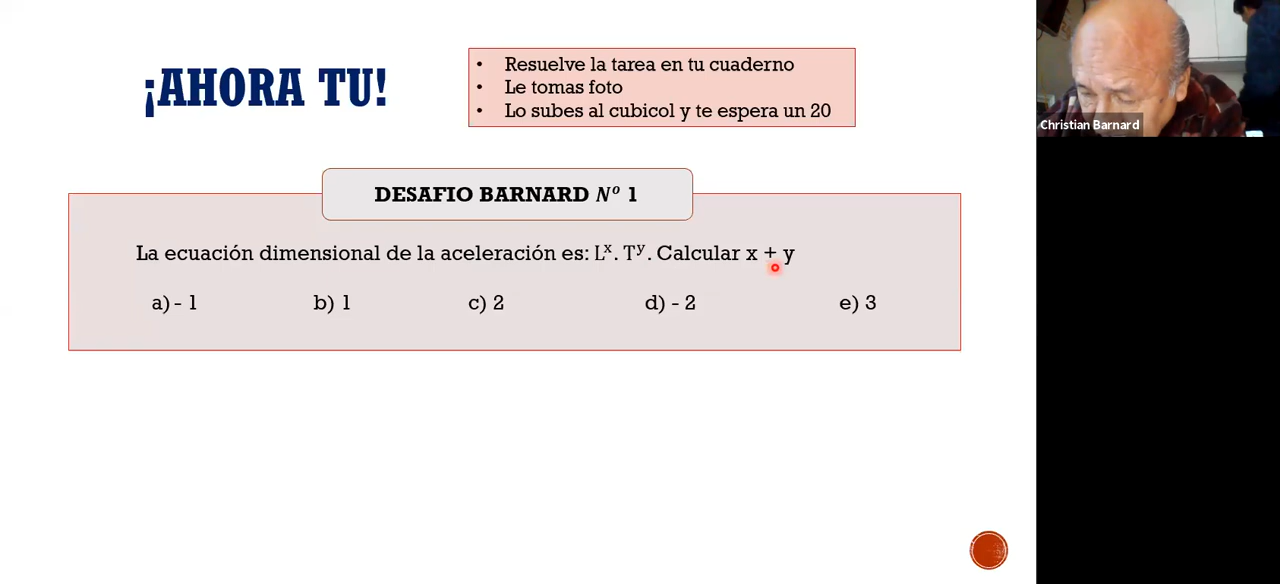 ¡AHORA TU!
• Resuelve la tarea en tu cuaderno
• Le tomas foto
• Lo subes al cubicol y te espera un 20
Christian Barnard
DESAFIO BARNARD Nº 1
La ecuación dimensional de la aceleración es: Lˣ. Tʸ. Calcular x + y
a) - 1 b) 1 c) 2 d) - 2 e) 3